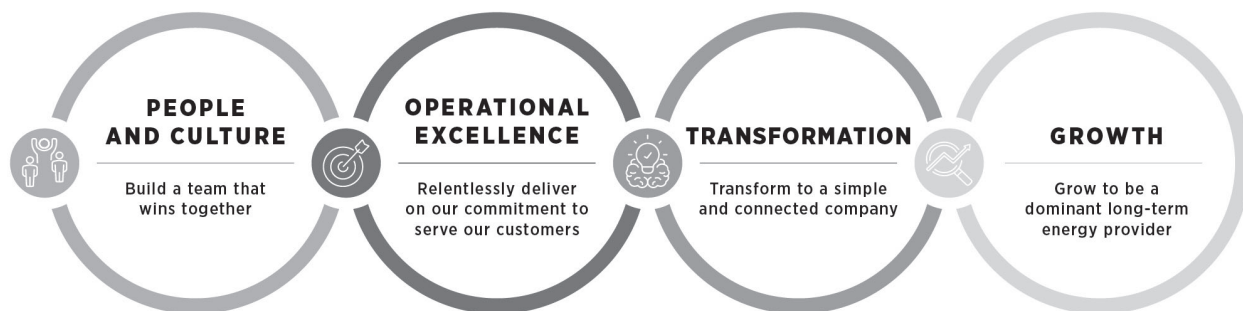 PEOPLE
AND CULTURE
Build a team that
wins together
OPERATIONAL
EXCELLENCE
Relentlessly deliver
on our commitment to
serve our customers
TRANSFORMATION
Transform to a simple
and connected company
GROWTH
Grow to be a
dominant long-term
energy provider